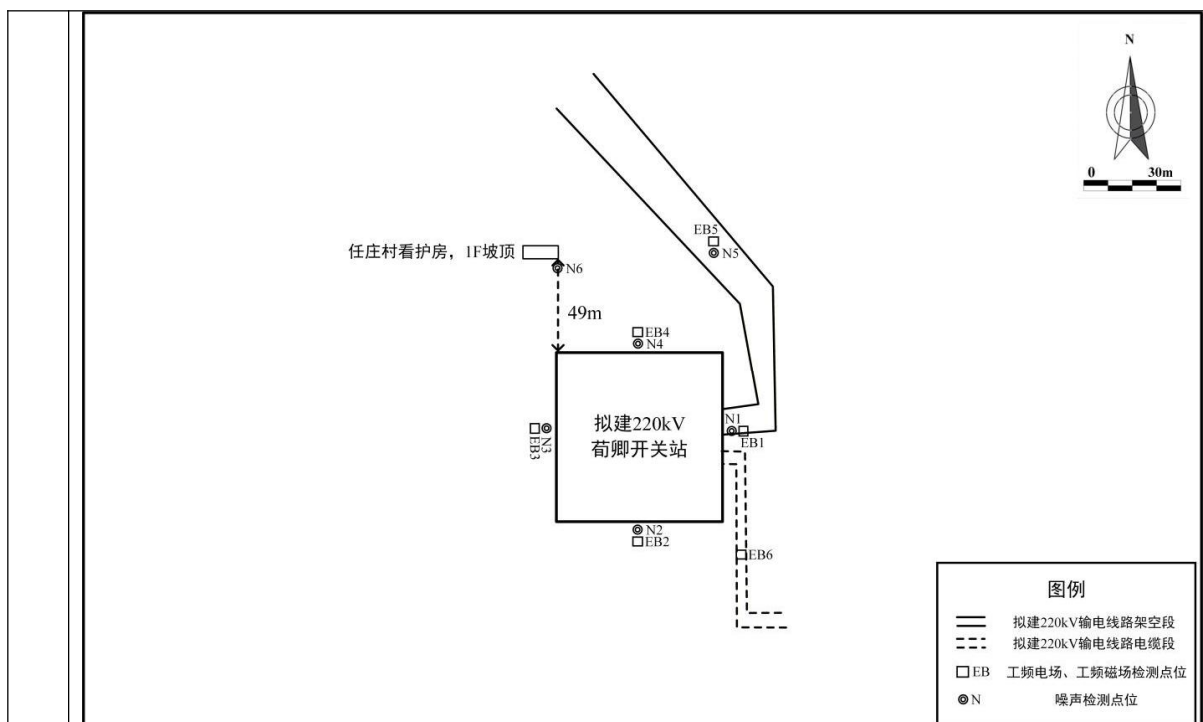 N
0 30m
EB5
N5
任庄村看护房，1F坡顶
N6
49m
EB4
N4
拟建220kV
荀卿开关站
N1
EB1
N3
EB3
N2
EB2
EB6
图例
拟建220kV输电线路架空段
拟建220kV输电线路电缆段
EB 工频电场、工频磁场检测点位
N 噪声检测点位